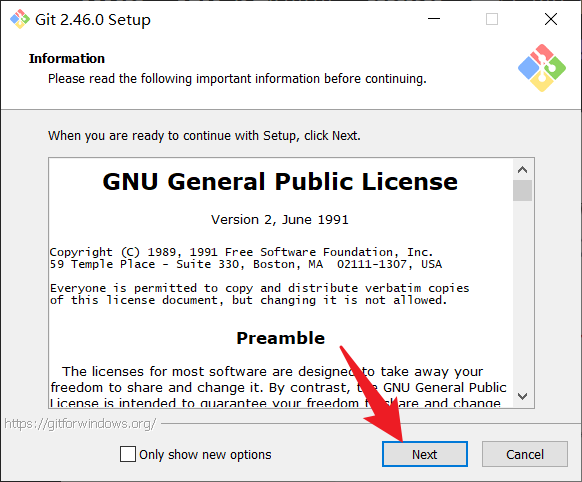 Git 2.46.0 Setup
Information
Please read the following important information before continuing.
When you are ready to continue with Setup, click Next.
GNU General Public License
Version 2, June 1991
Copyright (C) 1989, 1991 Free Software Foundation, Inc.
59 Temple Place - Suite 330, Boston, MA  02111-1307, USA
Everyone is permitted to copy and distribute verbatim copies
of this license document, but changing it is not allowed.
Preamble
The licenses for most software are designed to take away your
freedom to share and change it. By contrast, the GNU General Public
License is intended to guarantee your freedom to share and change
https://gitforwindows.org/
Only show new options
Next
Cancel